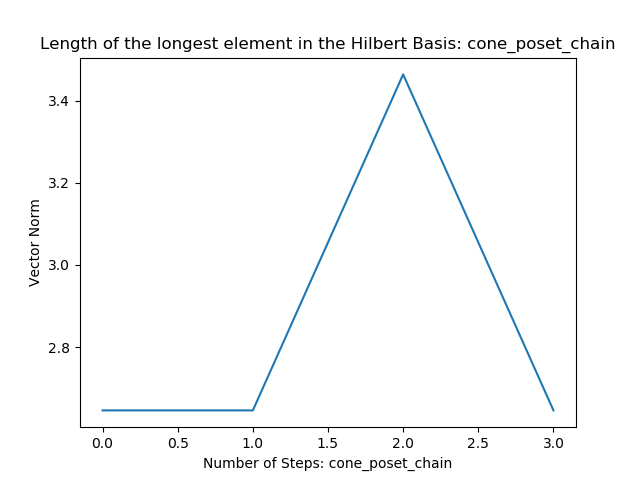 Length of the longest element in the Hilbert Basis: cone_poset_chain
3.4
3.2
3.0
2.8
Vector Norm
0.0 0.5 1.0 1.5 2.0 2.5 3.0
Number of Steps: cone_poset_chain